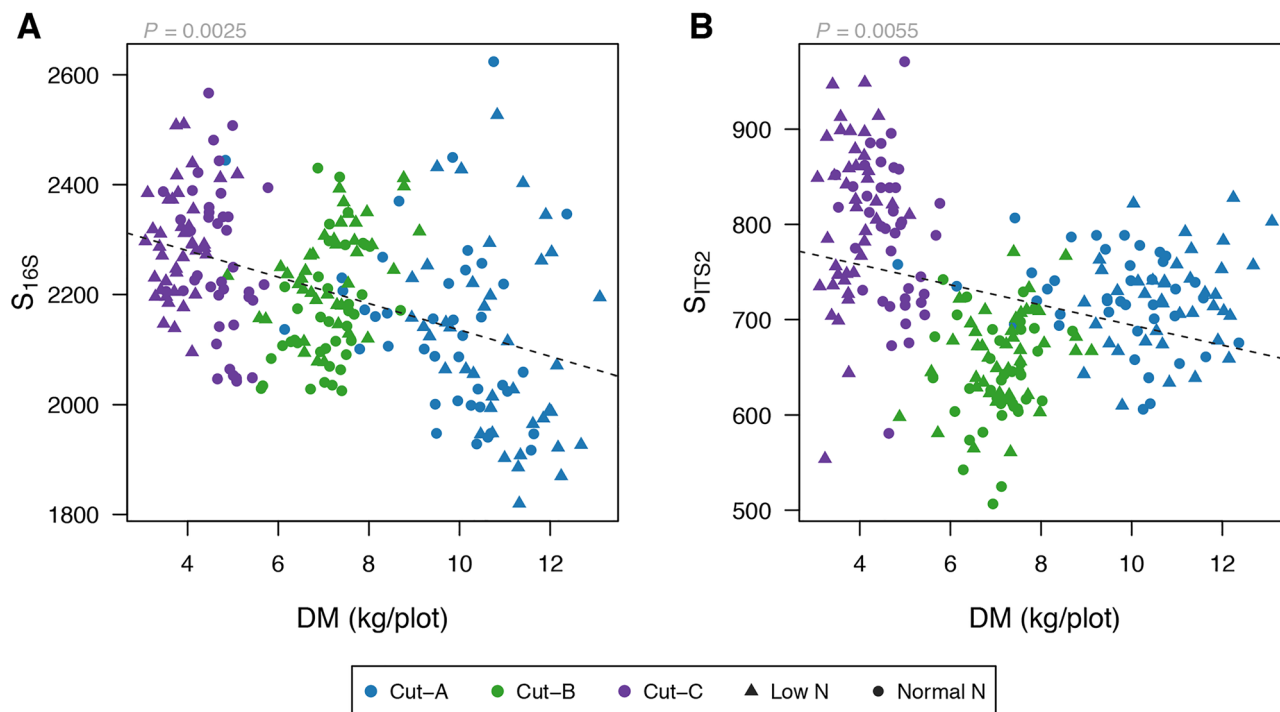 A
P = 0.0025
S16S
2600
2400
2200
2000
1800
4 6 8 10 12
DM (kg/plot)
B
P = 0.0055
SITS2
900
800
700
600
500
4 6 8 10 12
DM (kg/plot)
Cut–A Cut–B Cut–C Low N Normal N